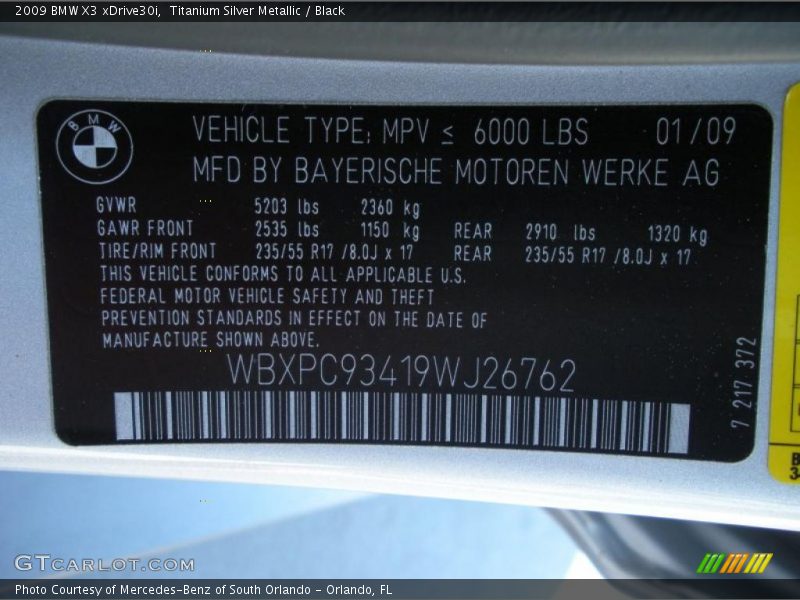 2009 BMW X3 xDrive30i,  Titanium Silver Metallic / Black
BMW
VEHICLE TYPE: MPV ≤ 6000 LBS 01/09
MFD BY BAYERISCHE MOTOREN WERKE AG
GVWR 5203 lbs 2360 kg
GAWR FRONT 2535 lbs 1150 kg REAR 2910 lbs 1320 kg
TIRE/RIM FRONT 235/55 R17 /8.0J x 17 REAR 235/55 R17 /8.0J x 17
THIS VEHICLE CONFORMS TO ALL APPLICABLE U.S.
FEDERAL MOTOR VEHICLE SAFETY AND THEFT
PREVENTION STANDARDS IN EFFECT ON THE DATE OF
MANUFACTURE SHOWN ABOVE.
WBXPC93419WJ26762
7 217 372
GTCARLOT.COM
Photo Courtesy of Mercedes-Benz of South Orlando - Orlando, FL